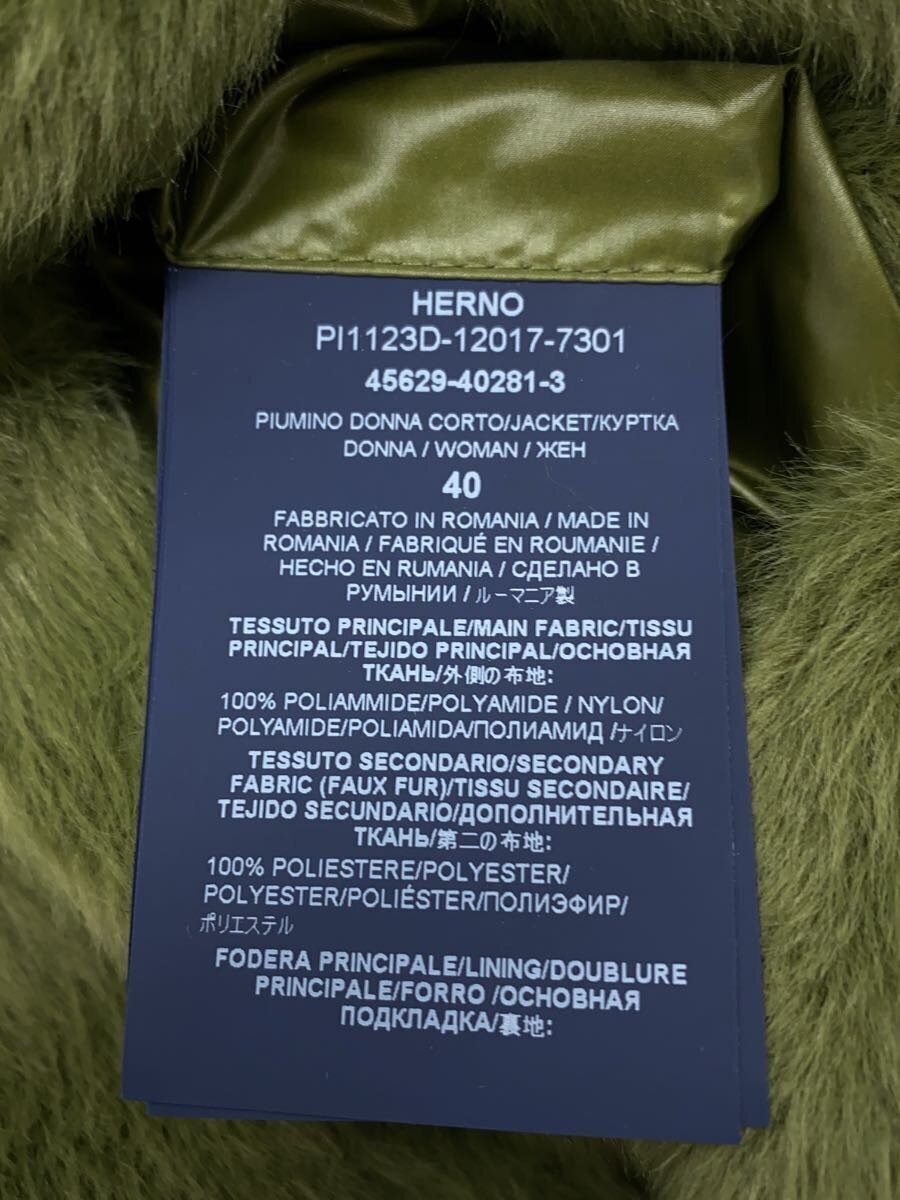 HERNO
PI1123D-12017-7301
45629-40281-3
PIUMINO DONNA CORTO/JACKET/КУРТКА
DONNA / WOMAN / ЖЕН
40
FABBRICATO IN ROMANIA / MADE IN
ROMANIA / FABRIQUÉ EN ROUMANIE /
HECHO EN RUMANIA / СДЕЛАНО В
РУМЫНИИ / ルーマニア製
TESSUTO PRINCIPALE/MAIN FABRIC/TISSU
PRINCIPAL/TEJIDO PRINCIPAL/ОСНОВНАЯ
ТКАНЬ/外側の布地:
100% POLIAMMIDE/POLYAMIDE / NYLON/
POLYAMIDE/POLIAMIDA/ПОЛИАМИД /ナイロン
TESSUTO SECONDARIO/SECONDARY
FABRIC (FAUX FUR)/TISSU SECONDAIRE/
TEJIDO SECUNDARIO/ДОПОЛНИТЕЛЬНАЯ
ТКАНЬ/第二の布地:
100% POLIESTERE/POLYESTER/
POLYESTER/POLIÉSTER/ПОЛИЭФИР/
ポリエステル
FODERA PRINCIPALE/LINING/DOUBLURE
PRINCIPALE/FORRO /ОСНОВНАЯ
ПОДКЛАДКА/裏地: